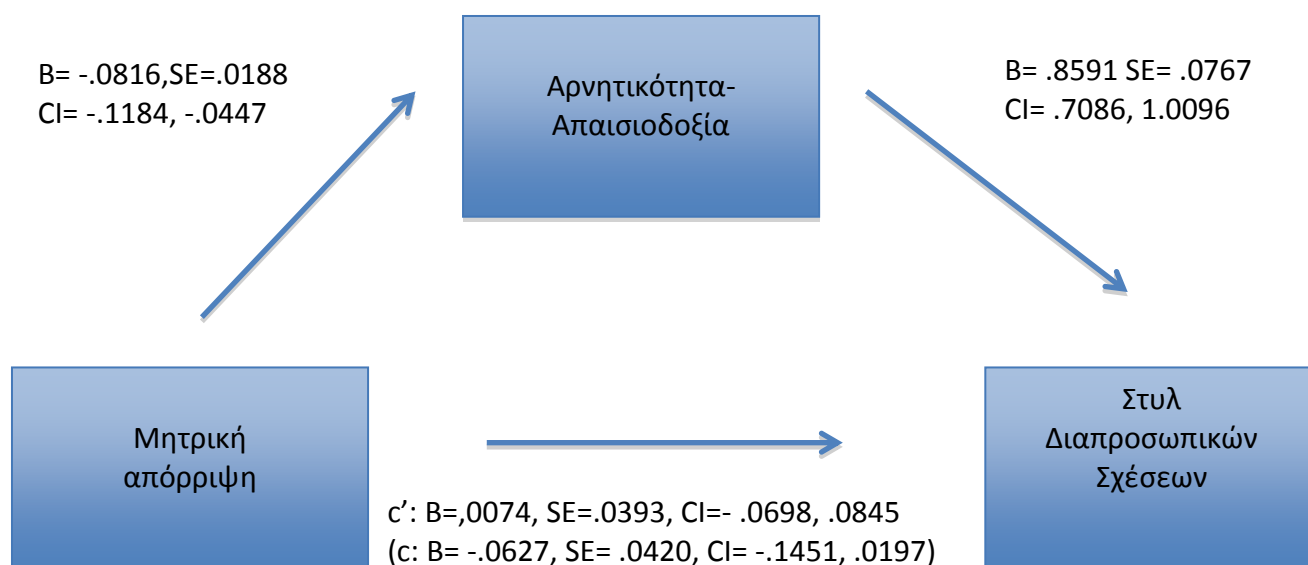 B= -.0816,SE=.0188
CI= -.1184, -.0447
Αρνητικότητα-
Απαισιοδοξία
B= .8591 SE= .0767
CI= .7086, 1.0096
Μητρική
απόρριψη
Στυλ
Διαπροσωπικών
Σχέσεων
c’: B=,0074, SE=.0393, CI=- .0698, .0845
(c: B= -.0627, SE= .0420, CI= -.1451, .0197)